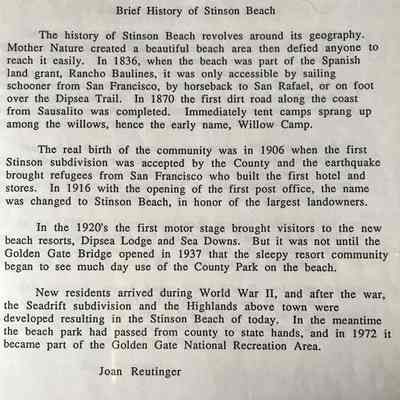 Brief History of Stinson Beach
The history of Stinson Beach revolves around its geography.
Mother Nature created a beautiful beach area then defied anyone to
reach it easily. In 1836, when the beach was part of the Spanish
land grant, Rancho Baulines, it was only accessible by sailing
schooner from San Francisco, by horseback to San Rafael, or on foot
over the Dipsea Trail. In 1870 the first dirt road along the coast
from Sausalito was completed. Immediately tent camps sprang up
among the willows, hence the early name, Willow Camp.
The real birth of the community was in 1906 when the first
Stinson subdivision was accepted by the County and the earthquake
brought refugees from San Francisco who built the first hotel and
stores. In 1916 with the opening of the first post office, the name
was changed to Stinson Beach, in honor of the largest landowners.
In the 1920's the first motor stage brought visitors to the new
beach resorts, Dipsea Lodge and Sea Downs. But it was not until the
Golden Gate Bridge opened in 1937 that the sleepy resort community
began to see much day use of the County Park on the beach.
New residents arrived during World War II, and after the war,
the Seadrift subdivision and the Highlands above town were
developed resulting in the Stinson Beach of today. In the meantime
the beach park had passed from county to state hands, and in 1972 it
became part of the Golden Gate National Recreation Area.
Joan Reutinger